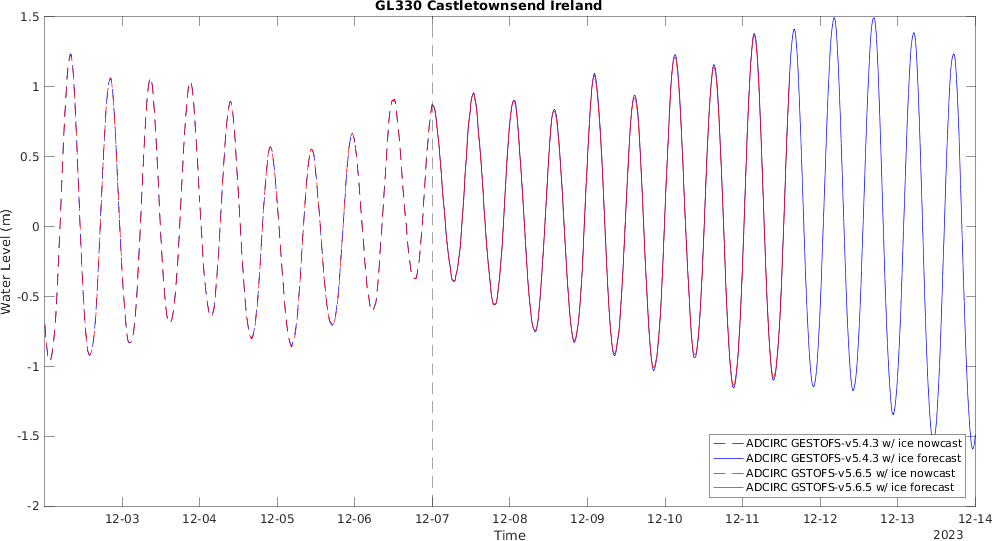 GL330 Castletownsend Ireland
1.5
1
0.5
0
-0.5
-1
-1.5
-2
Water Level (m)
12-03 12-04 12-05 12-06 12-07 12-08 12-09 12-10 12-11 12-12 12-13 12-14
Time
2023
ADCIRC GESTOFS-v5.4.3 w/ ice nowcast
ADCIRC GESTOFS-v5.4.3 w/ ice forecast
ADCIRC GSTOFS-v5.6.5 w/ ice nowcast
ADCIRC GSTOFS-v5.6.5 w/ ice forecast